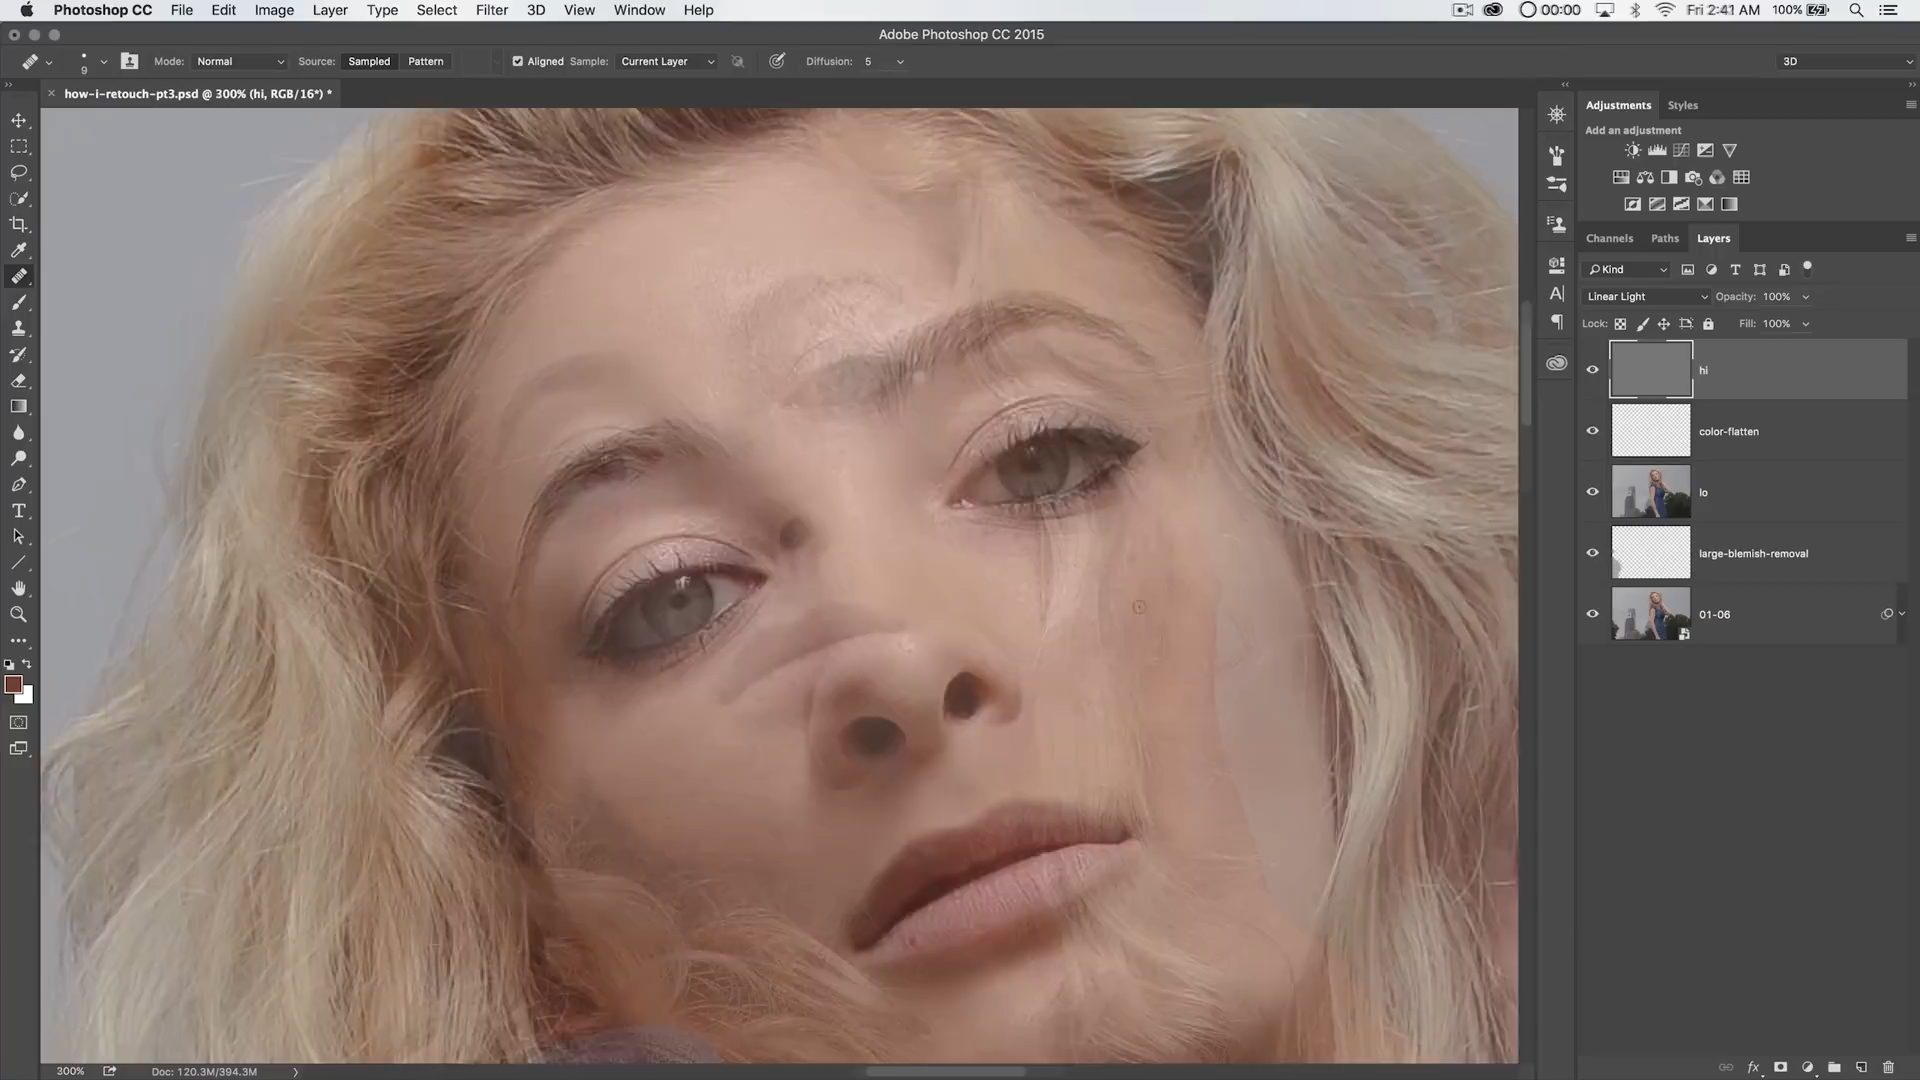 Photoshop CC File Edit Image Layer Type Select Filter 3D View Window Help 00:00 100% Fri 2:41 AM
Adobe Photoshop CC 2015
9 Mode: Normal Source: Sampled Pattern Aligned Sample: Current Layer Diffusion: 5 3D
how-i-retouch-pt3.psd @ 300% (hi, RGB/16*) *
Adjustments Styles
Add an adjustment
Channels Paths Layers
Kind
Linear Light Opacity: 100%
Lock: Fill: 100%
hi
color-flatten
lo
large-blemish-removal
01-06
300% Doc: 120.3M/394.3M